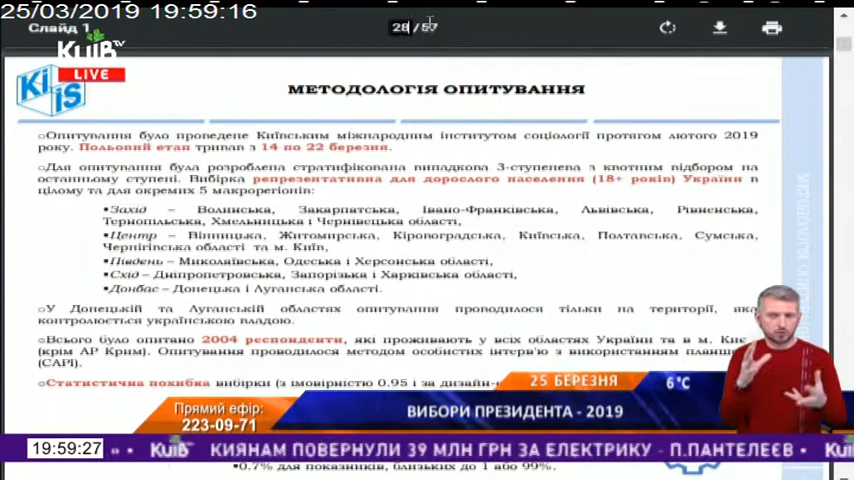 25/03/2019 19:59:16
Слайд 1
28/57
Київ TV
LIVE
KIIS
МЕТОДОЛОГІЯ ОПИТУВАННЯ
Опитування було проведене Київським міжнародним інститутом соціології протягом лютого 2019
року. Польовий етап тривав з 14 по 22 березня.
Для опитування була розроблена стратифікована випадкова 3-ступенева з квотним відбором на
останньому ступені. Вибірка репрезентативна для дорослого населення (18+ років) України в
цілому та для окремих 5 макрорегіонів:
▪Захід – Волинська, Закарпатська, Івано-Франківська, Львівська, Рівненська,
Тернопільська, Хмельницька і Чернівецька області,
▪Центр – Вінницька, Житомирська, Кіровоградська, Київська, Полтавська, Сумська,
Чернігівська області та м. Київ,
▪Південь – Миколаївська, Одеська і Херсонська області,
▪Схід – Дніпропетровська, Запорізька і Харківська області,
▪Донбас – Донецька і Луганська області.
У Донецькій та Луганській областях опитування проводилося тільки на території, яка
контролюється українською владою.
Всього було опитано 2004 респонденти, які проживають у всіх областях України та в м. Киє
(крім АР Крим). Опитування проводилося методом особистих інтерв'ю з використанням планше
(CAPI).
Статистична похибка вибірки (з імовірністю 0.95 і за дизайн-
25 БЕРЕЗНЯ
6°C
Прямий ефір:
223-09-71
ВИБОРИ ПРЕЗИДЕНТА - 2019
19:59:27 » • Київ КИЯНАМ ПОВЕРНУЛИ 39 МЛН ГРН ЗА ЕЛЕКТРИКУ - П.ПАНТЕЛЕЄВ • Київ
▪0.7% для показників, близьких до 1 або 99%.